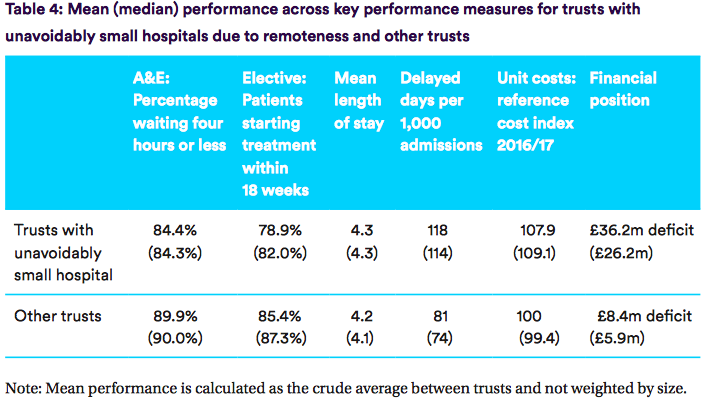 Table 4: Mean (median) performance across key performance measures for trusts with
unavoidably small hospitals due to remoteness and other trusts
A&E:
Percentage
waiting four
hours or less
Elective:
Patients
starting
treatment
within
18 weeks
Mean
length
of stay
Delayed
days per
1,000
admissions
Unit costs:
reference
cost index
2016/17
Financial
position
Trusts with
unavoidably
small hospital
84.4%
(84.3%)
78.9%
(82.0%)
4.3
(4.3)
118
(114)
107.9
(109.1)
£36.2m deficit
(£26.2m)
Other trusts
89.9%
(90.0%)
85.4%
(87.3%)
4.2
(4.1)
81
(74)
100
(99.4)
£8.4m deficit
(£5.9m)
Note: Mean performance is calculated as the crude average between trusts and not weighted by size.